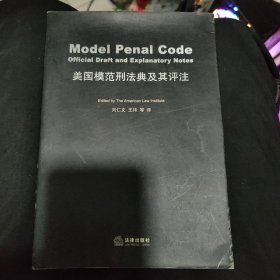 Model Penal Code
Official Draft and Explanatory Notes
美国模范刑法典及其评注
Edited by The American Law Institute
刘仁文 王祎 等 译
法律出版社